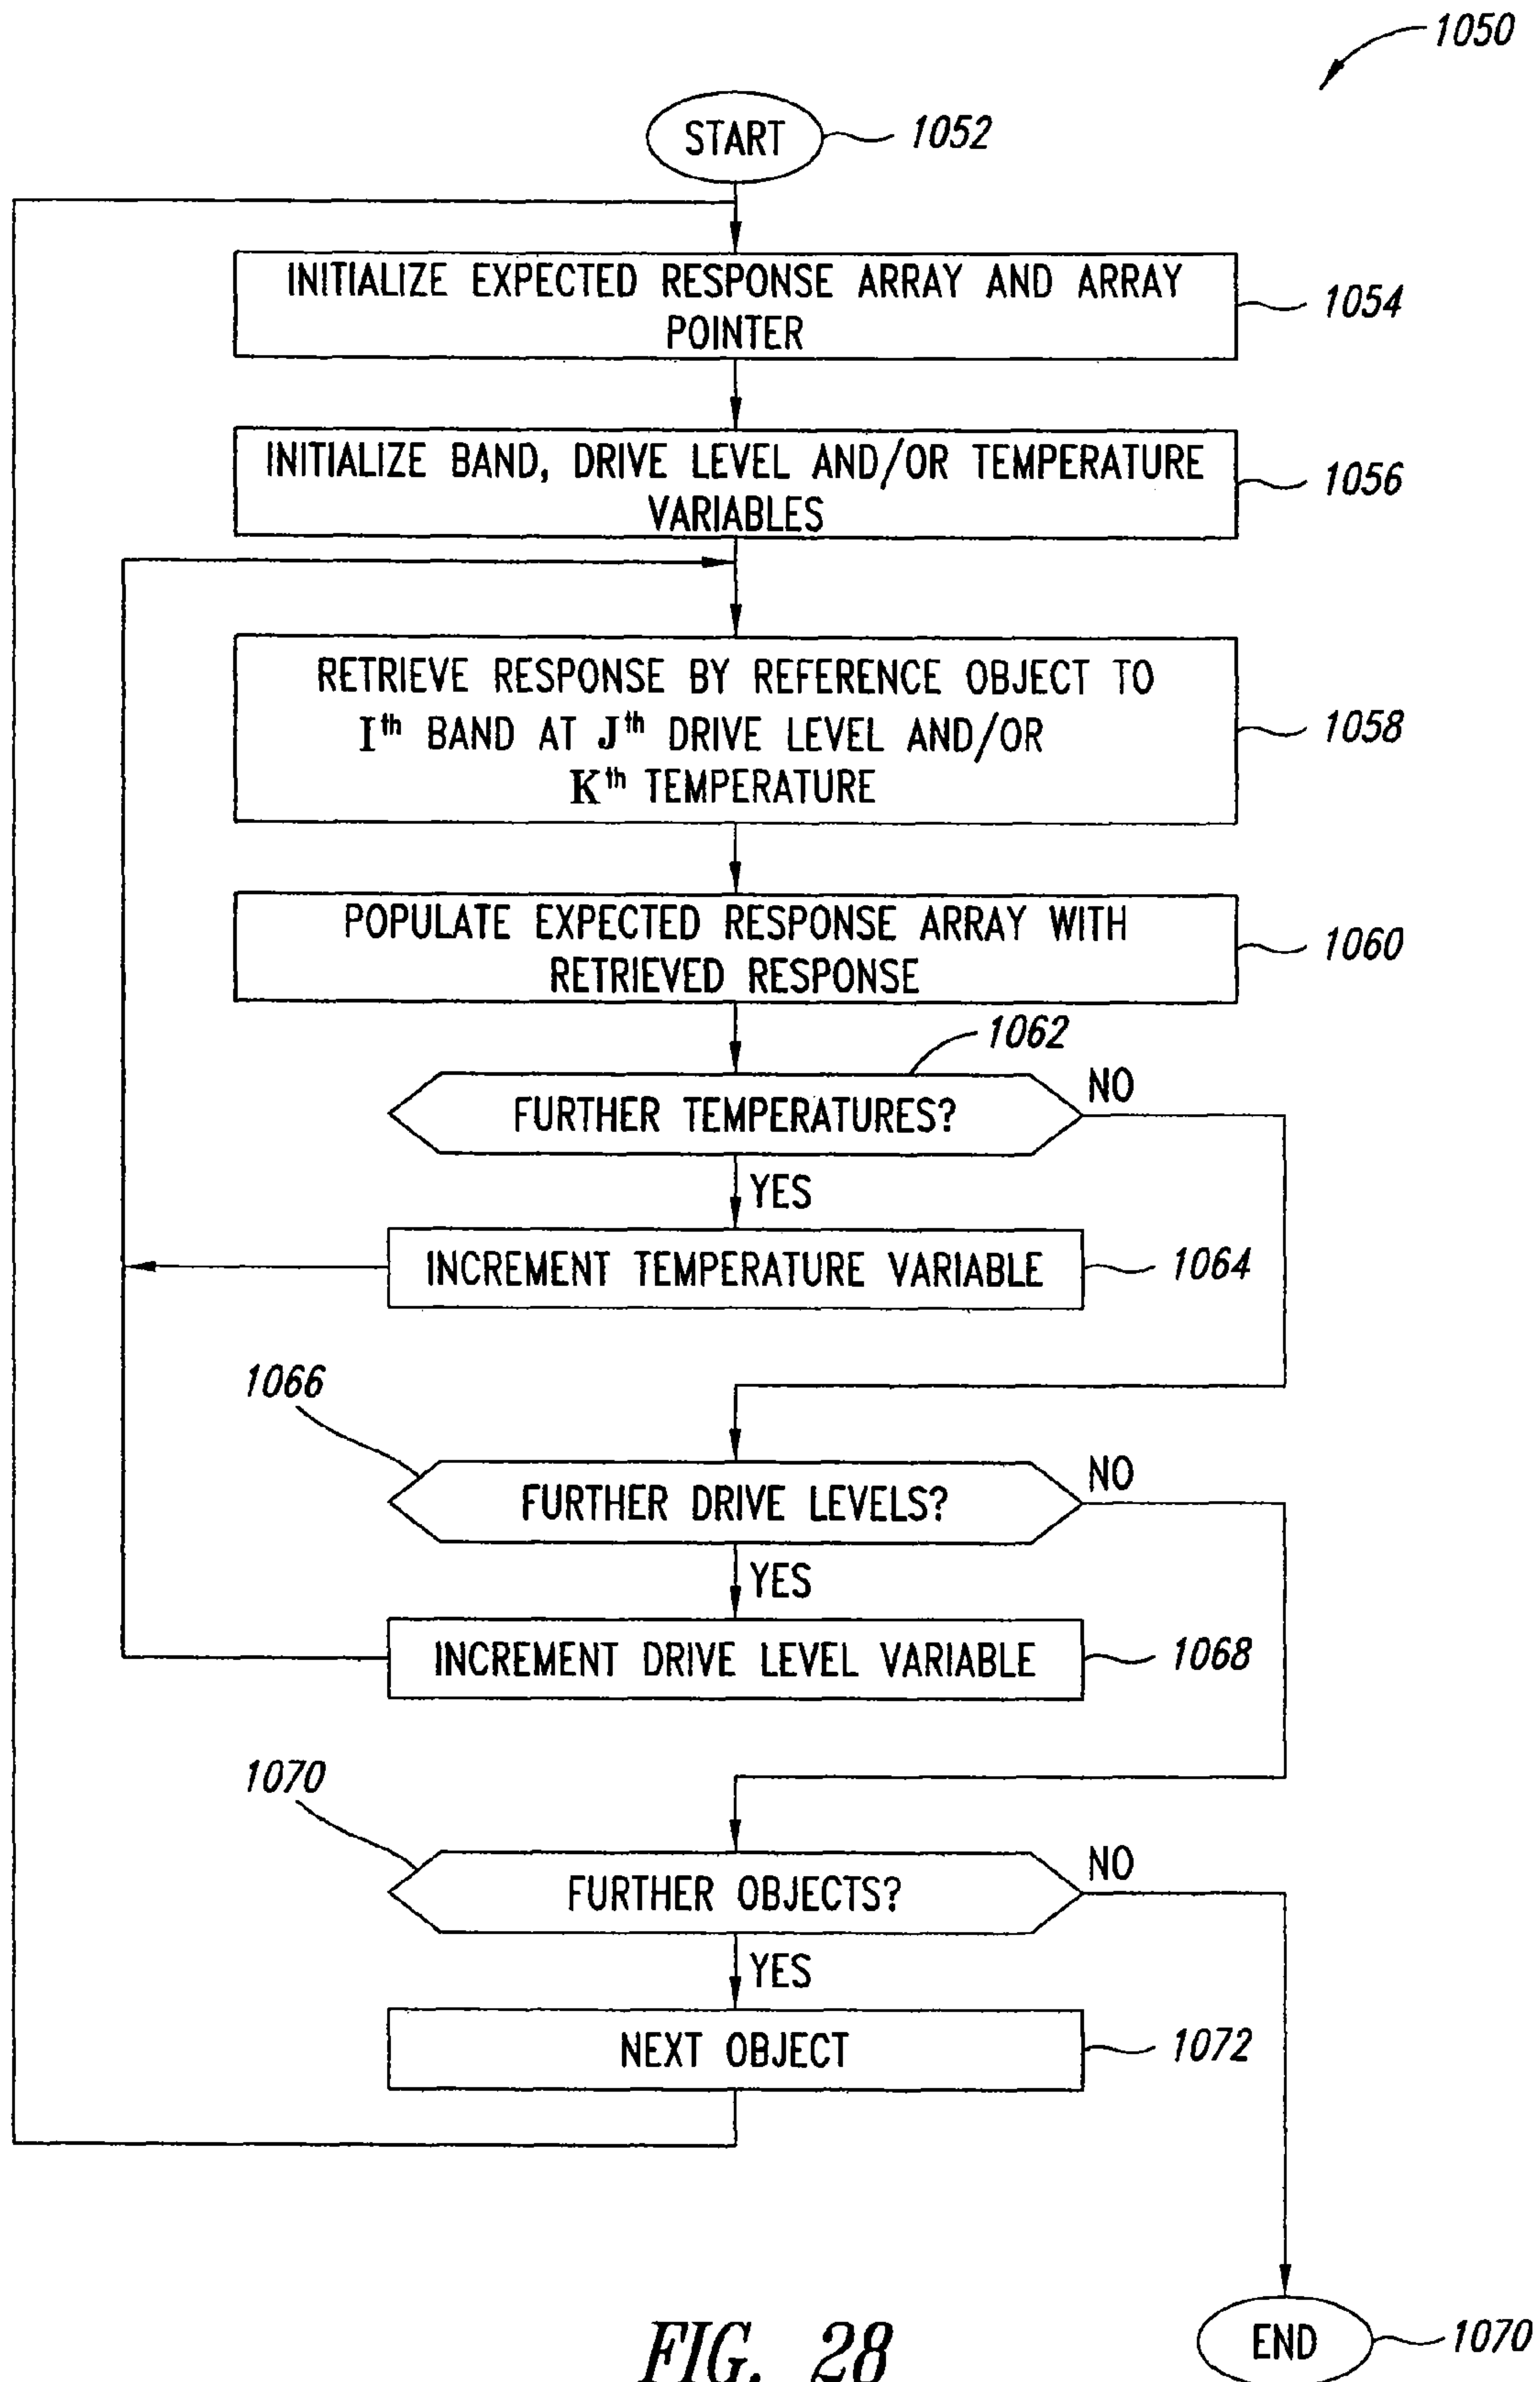 1050
START
1052
INITIALIZE EXPECTED RESPONSE ARRAY AND ARRAY
POINTER
1054
INITIALIZE BAND, DRIVE LEVEL AND/OR TEMPERATURE
VARIABLES
1056
RETRIEVE RESPONSE BY REFERENCE OBJECT TO
Ith BAND AT Jth DRIVE LEVEL AND/OR
Kth TEMPERATURE
1058
POPULATE EXPECTED RESPONSE ARRAY WITH
RETRIEVED RESPONSE
1060
1062
FURTHER TEMPERATURES?
NO
YES
INCREMENT TEMPERATURE VARIABLE
1064
1066
FURTHER DRIVE LEVELS?
NO
YES
INCREMENT DRIVE LEVEL VARIABLE
1068
1070
FURTHER OBJECTS?
NO
YES
NEXT OBJECT
1072
END
1070
FIG. 28